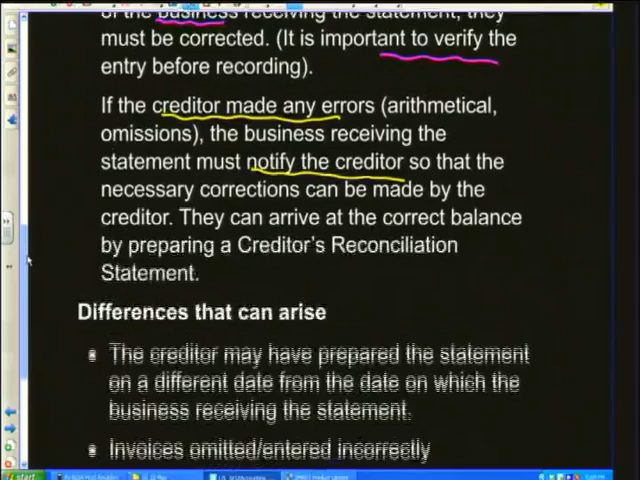 of the business receiving the statement, they
must be corrected. (It is important to verify the
entry before recording).
If the creditor made any errors (arithmetical,
omissions), the business receiving the
statement must notify the creditor so that the
necessary corrections can be made by the
creditor. They can arrive at the correct balance
by preparing a Creditor's Reconciliation
Statement.
Differences that can arise
The creditor may have prepared the statement
on a different date from the date on which the
business receiving the statement.
Invoices omitted/entered incorrectly
start